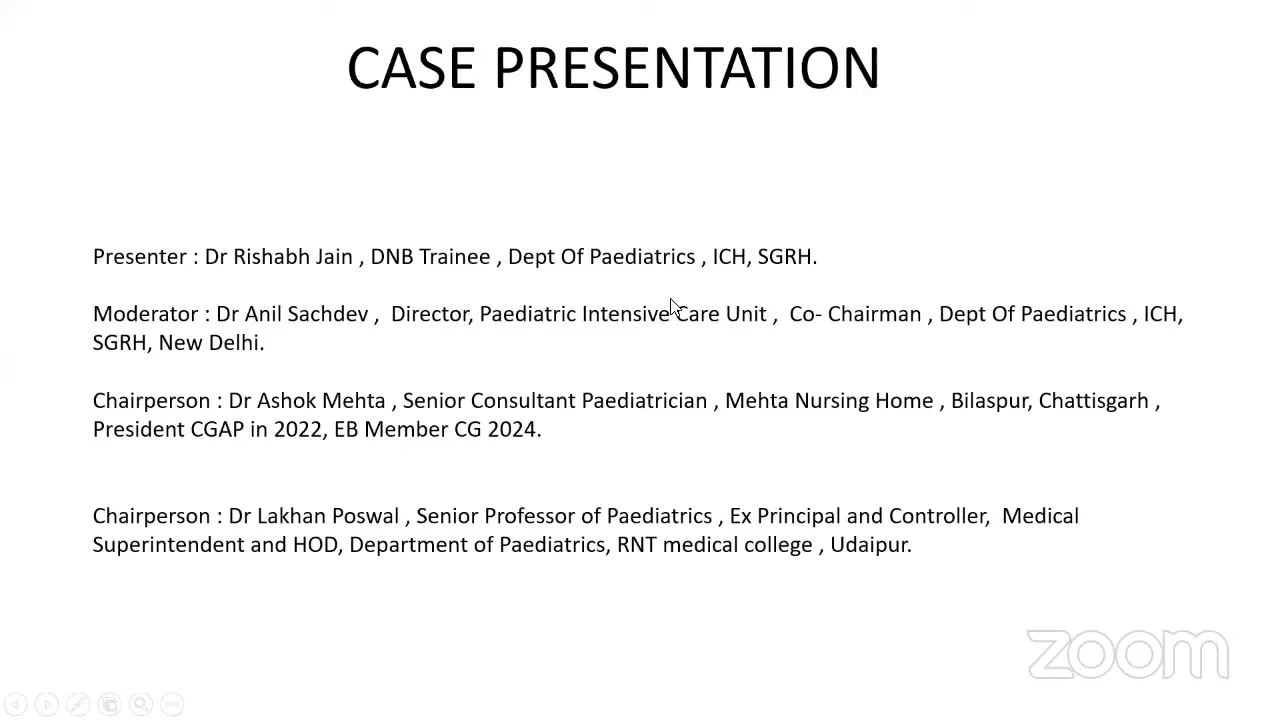 CASE PRESENTATION
Presenter : Dr Rishabh Jain , DNB Trainee , Dept Of Paediatrics , ICH, SGRH.
Moderator : Dr Anil Sachdev ,  Director, Paediatric Intensive Care Unit ,  Co- Chairman , Dept Of Paediatrics , ICH,
SGRH, New Delhi.
Chairperson : Dr Ashok Mehta , Senior Consultant Paediatrician , Mehta Nursing Home , Bilaspur, Chattisgarh ,
President CGAP in 2022, EB Member CG 2024.
Chairperson : Dr Lakhan Poswal , Senior Professor of Paediatrics , Ex Principal and Controller,  Medical
Superintendent and HOD, Department of Paediatrics, RNT medical college , Udaipur.
zoom